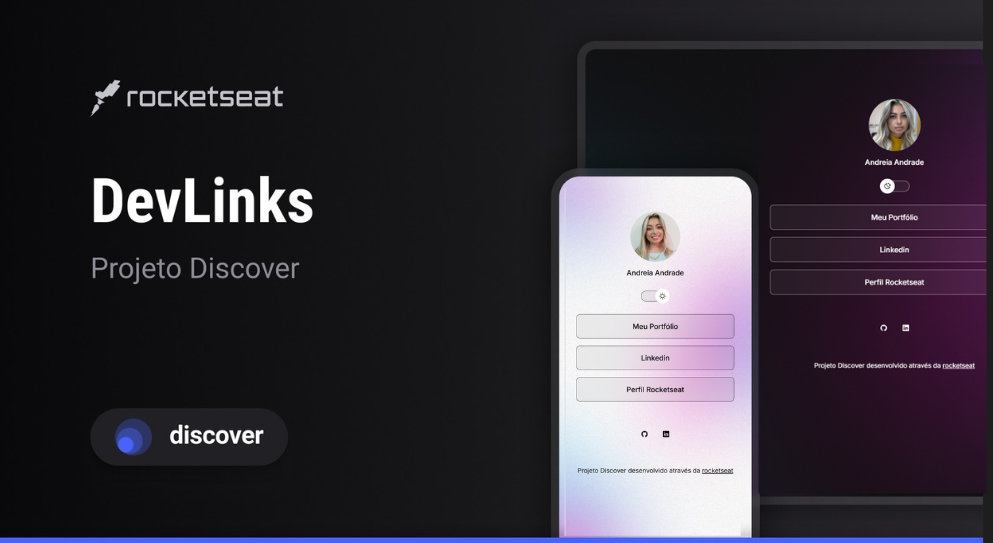 rocketseat
DevLinks
Projeto Discover
discover
Andreia Andrade
Meu Portfólio
Linkedin
Perfil Rocketseat
Projeto Discover desenvolvido através da rocketseat
Andreia Andrade
Meu Portfólio
Linkedin
Perfil Rocketseat
Projeto Discover desenvolvido através da rocketseat